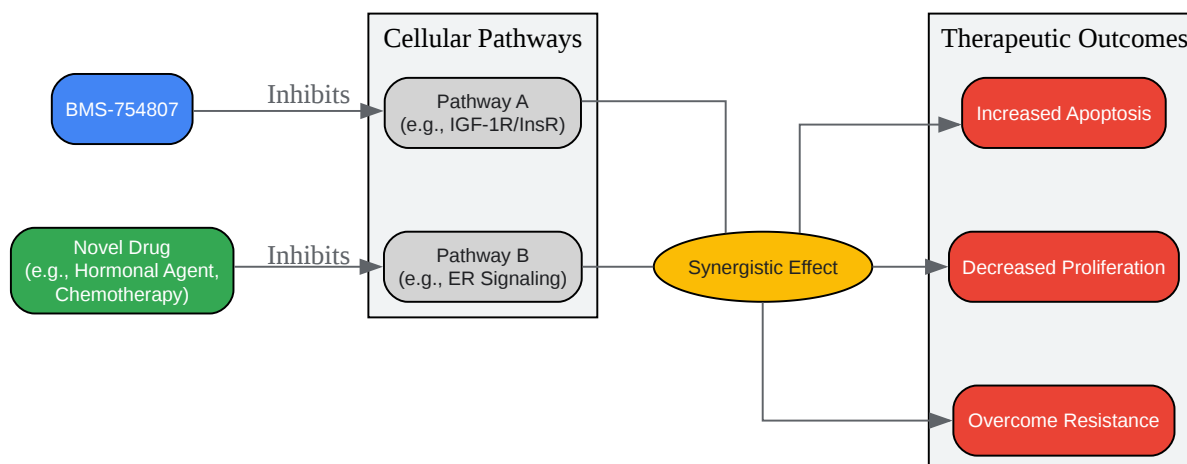 Cellular Pathways
Therapeutic Outcomes
BMS-754807
Inhibits
Pathway A
(e.g., IGF-1R/InsR)
Increased Apoptosis
Novel Drug
(e.g., Hormonal Agent,
Chemotherapy)
Inhibits
Pathway B
(e.g., ER Signaling)
Synergistic Effect
Decreased Proliferation
Overcome Resistance